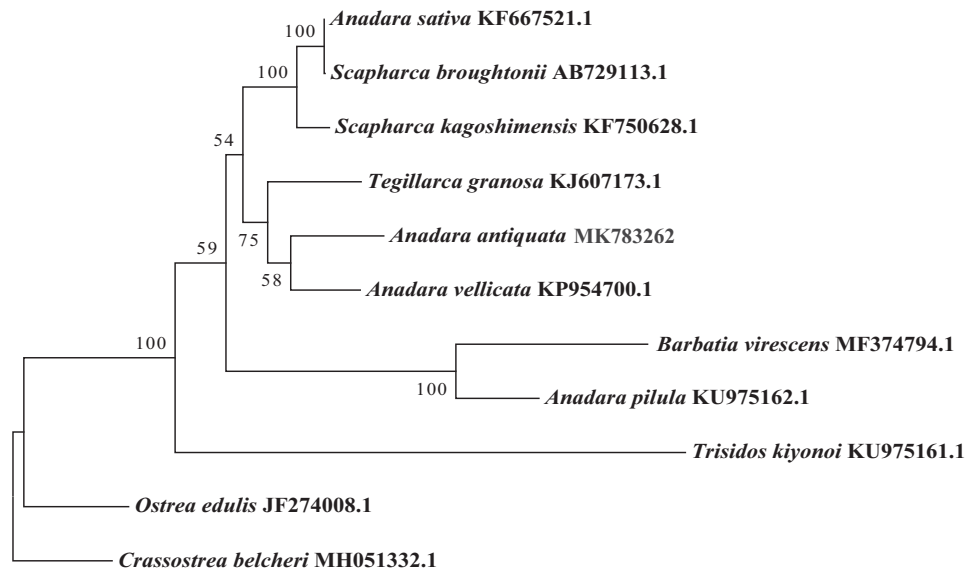 Anadara sativa KF667521.1
100
Scapharca broughtonii AB729113.1
100
Scapharca kagoshimensis KF750628.1
54
Tegillarca granosa KJ607173.1
75
Anadara antiquata MK783262
59
58
Anadara vellicata KP954700.1
100
Barbatia virescens MF374794.1
100
Anadara pilula KU975162.1
Trisidos kiyonoi KU975161.1
Ostrea edulis JF274008.1
Crassostrea belcheri MH051332.1